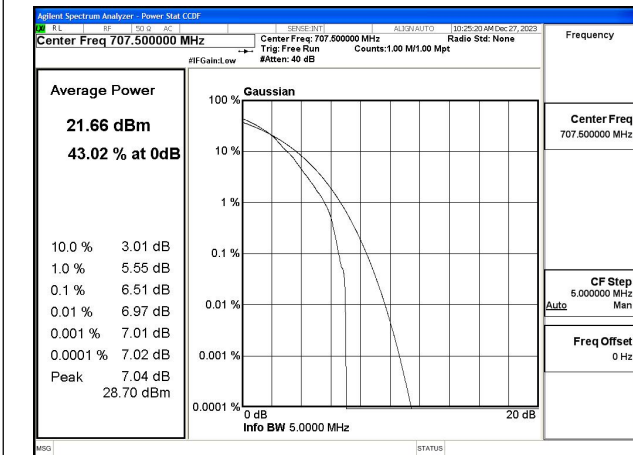 Agilent Spectrum Analyzer - Power Stat CCDF
LXI RL RF 50 Ω AC SENSE:INT ALIGN AUTO 10:25:20 AM Dec 27, 2023
Center Freq 707.500000 MHz
Center Freq: 707.500000 MHz Radio Std: None
Trig: Free Run Counts:1.00 M/1.00 Mpt
#IFGain:Low #Atten: 40 dB
Frequency
Average Power
21.66 dBm
43.02 % at 0dB
10.0 % 3.01 dB
1.0 % 5.55 dB
0.1 % 6.51 dB
0.01 % 6.97 dB
0.001 % 7.01 dB
0.0001 % 7.02 dB
Peak 7.04 dB
28.70 dBm
Gaussian
100 %
10 %
1 %
0.1 %
0.01 %
0.001 %
0.0001 %
0 dB 20 dB
Info BW 5.0000 MHz
Center Freq
707.500000 MHz
CF Step
5.000000 MHz
Auto Man
Freq Offset
0 Hz
MSG STATUS